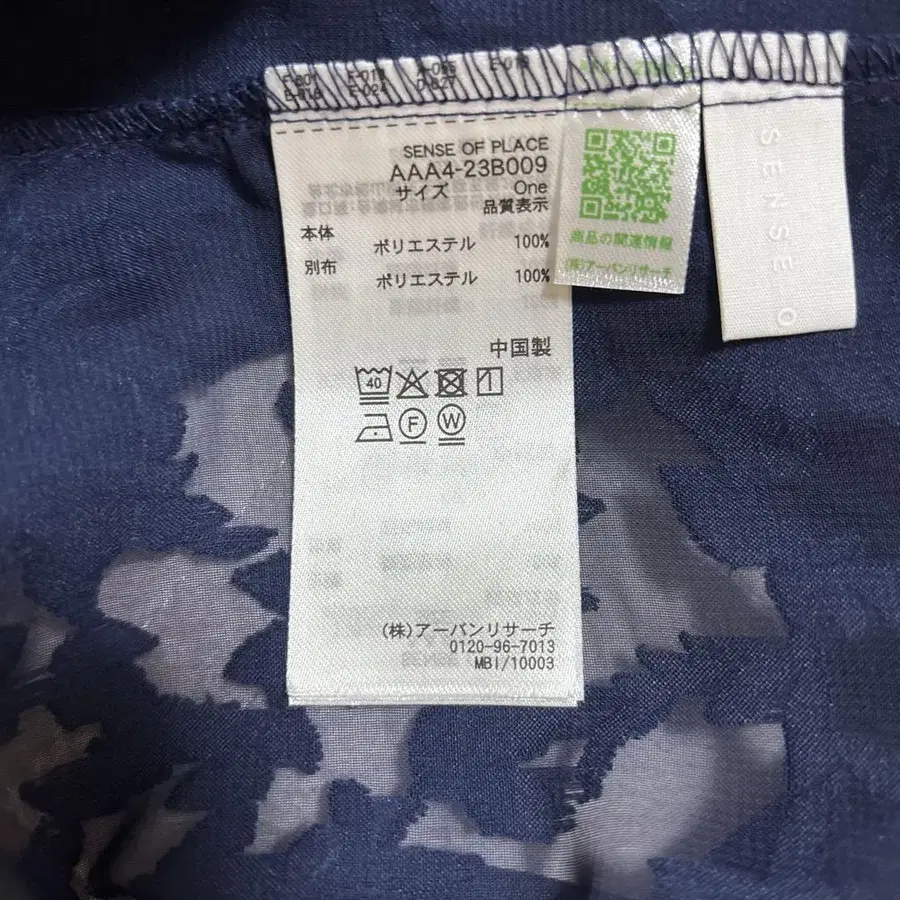 SENSE OF PLACE
AAA4-23B009
サイズ One
品質表示
本体 ポリエステル 100%
別布 ポリエステル 100%
中国製
40
1
F W
(株)アーバンリサーチ
0120-96-7013
MBI/10003
商品の関連情報
(株)アーバンリサーチ
SENSE O